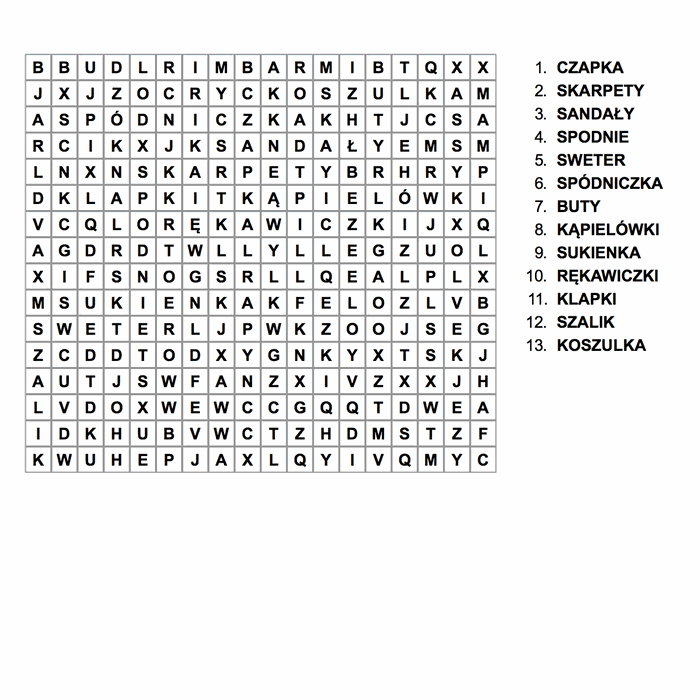 B B U D L R I M B A R M I B T Q X X
J X J Z O C R Y C K O S Z U L K A M
A S P Ó D N I C Z K A K H T J C S A
R C I K X J K S A N D A Ł Y E M S M
L N X N S K A R P E T Y B R H R Y P
D K L A P K I T K Ą P I E L Ó W K I
V C Q L O R Ę K A W I C Z K I J X Q
A G D R D T W L L Y L L E G Z U O L
X I F S N O G S R L L Q E A L P L X
M S U K I E N K A K F E L O Z L V B
S W E T E R L J P W K Z O O J S E G
Z C D D T O D X Y G N K Y X T S K J
A U T J S W F A N Z X I V Z X X J H
L V D O X W E W C C G Q Q T D W E A
I D K H U B V W C T Z H D M S T Z F
K W U H E P J A X L Q Y I V Q M Y C
1. CZAPKA
2. SKARPETY
3. SANDAŁY
4. SPODNIE
5. SWETER
6. SPÓDNICZKA
7. BUTY
8. KĄPIELÓWKI
9. SUKIENKA
10. RĘKAWICZKI
11. KLAPKI
12. SZALIK
13. KOSZULKA